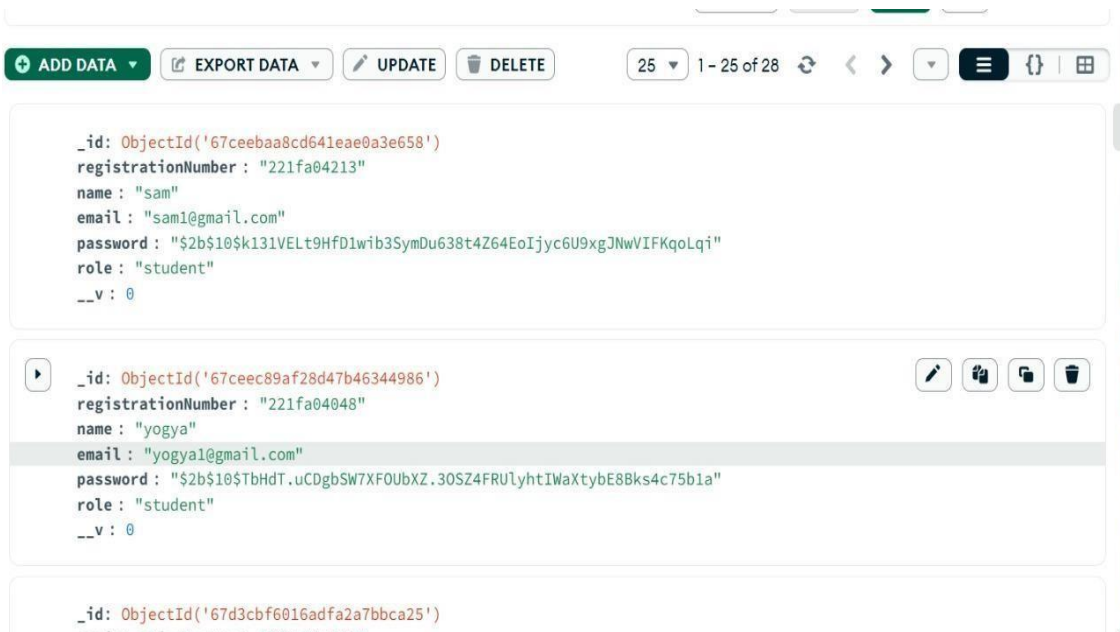 ADD DATA EXPORT DATA UPDATE DELETE 25 1 - 25 of 28 {}
_id: ObjectId('67ceebaa8cd641eae0a3e658')
registrationNumber : "221fa04213"
name : "sam"
email : "sam1@gmail.com"
password : "$2b$10$k131VELt9HfD1wib3SymDu638t4Z64EoIjyc6U9xgJNwVIFKqoLqi"
role : "student"
__v : 0
_id: ObjectId('67ceec89af28d47b46344986')
registrationNumber : "221fa04048"
name : "yogya"
email : "yogya1@gmail.com"
password : "$2b$10$TbHdT.uCDgbSW7XFOUbXZ.3OSZ4FRUlyhtIWaXtybE8Bks4c75b1a"
role : "student"
__v : 0
_id: ObjectId('67d3cbf6016adfa2a7bbca25')